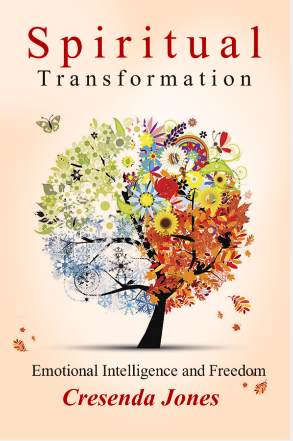 Spiritual
Transformation
Emotional Intelligence and Freedom
Cresenda Jones